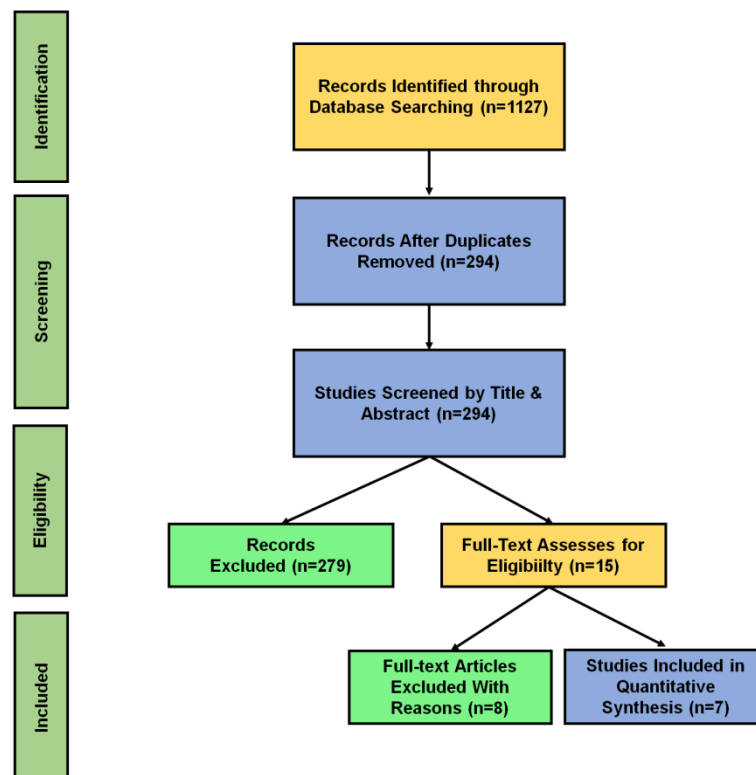 Identification
Records Identified through
Database Searching (n=1127)
Screening
Records After Duplicates
Removed (n=294)
Studies Screened by Title &
Abstract (n=294)
Eligibility
Records
Excluded (n=279)
Full-Text Assesses for
Eligibiilty (n=15)
Included
Full-text Articles
Excluded With
Reasons (n=8)
Studies Included in
Quantitative
Synthesis (n=7)